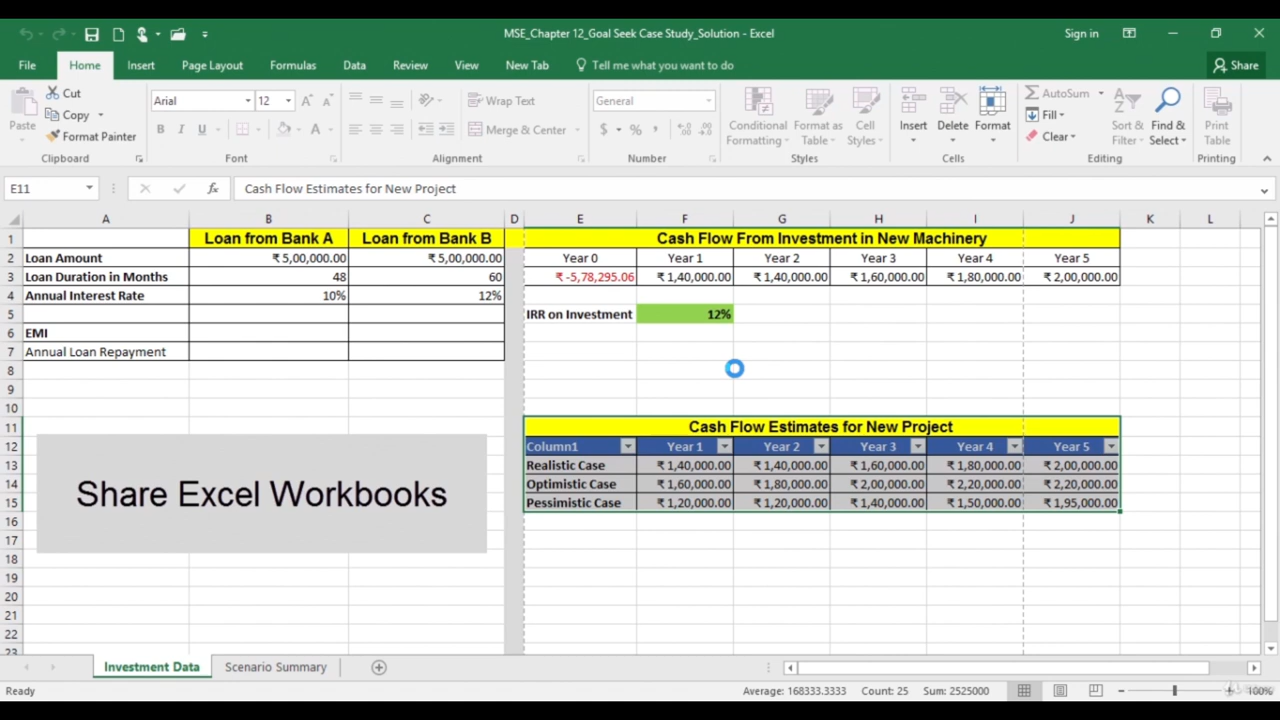 MSE_Chapter 12_Goal Seek Case Study_Solution - Excel
Sign in
File Home Insert Page Layout Formulas Data Review View New Tab Tell me what you want to do Share
Paste
Cut
Copy
Format Painter
Clipboard
Arial 12
B I U
Font
Wrap Text
Merge & Center
Alignment
General
$ % ,
Number
Conditional Formatting
Format as Table
Cell Styles
Styles
Insert Delete Format
Cells
AutoSum
Fill
Clear
Sort & Filter
Find & Select
Editing
Print Table
Printing
E11 fx Cash Flow Estimates for New Project
A B C D E F G H I J K L
1 Loan from Bank A Loan from Bank B Cash Flow From Investment in New Machinery
2 Loan Amount ₹ 5,00,000.00 ₹ 5,00,000.00 Year 0 Year 1 Year 2 Year 3 Year 4 Year 5
3 Loan Duration in Months 48 60 ₹ -5,78,295.06 ₹ 1,40,000.00 ₹ 1,40,000.00 ₹ 1,60,000.00 ₹ 1,80,000.00 ₹ 2,00,000.00
4 Annual Interest Rate 10% 12%
5 IRR on Investment 12%
6 EMI
7 Annual Loan Repayment
8
9
10
11 Cash Flow Estimates for New Project
12 Column1 Year 1 Year 2 Year 3 Year 4 Year 5
13 Realistic Case ₹ 1,40,000.00 ₹ 1,40,000.00 ₹ 1,60,000.00 ₹ 1,80,000.00 ₹ 2,00,000.00
14 Optimistic Case ₹ 1,60,000.00 ₹ 1,80,000.00 ₹ 2,00,000.00 ₹ 2,20,000.00 ₹ 2,20,000.00
15 Pessimistic Case ₹ 1,20,000.00 ₹ 1,20,000.00 ₹ 1,40,000.00 ₹ 1,50,000.00 ₹ 1,95,000.00
Share Excel Workbooks
16
17
18
19
20
21
22
23
Investment Data Scenario Summary
Ready Average: 168333.3333 Count: 25 Sum: 2525000 100%